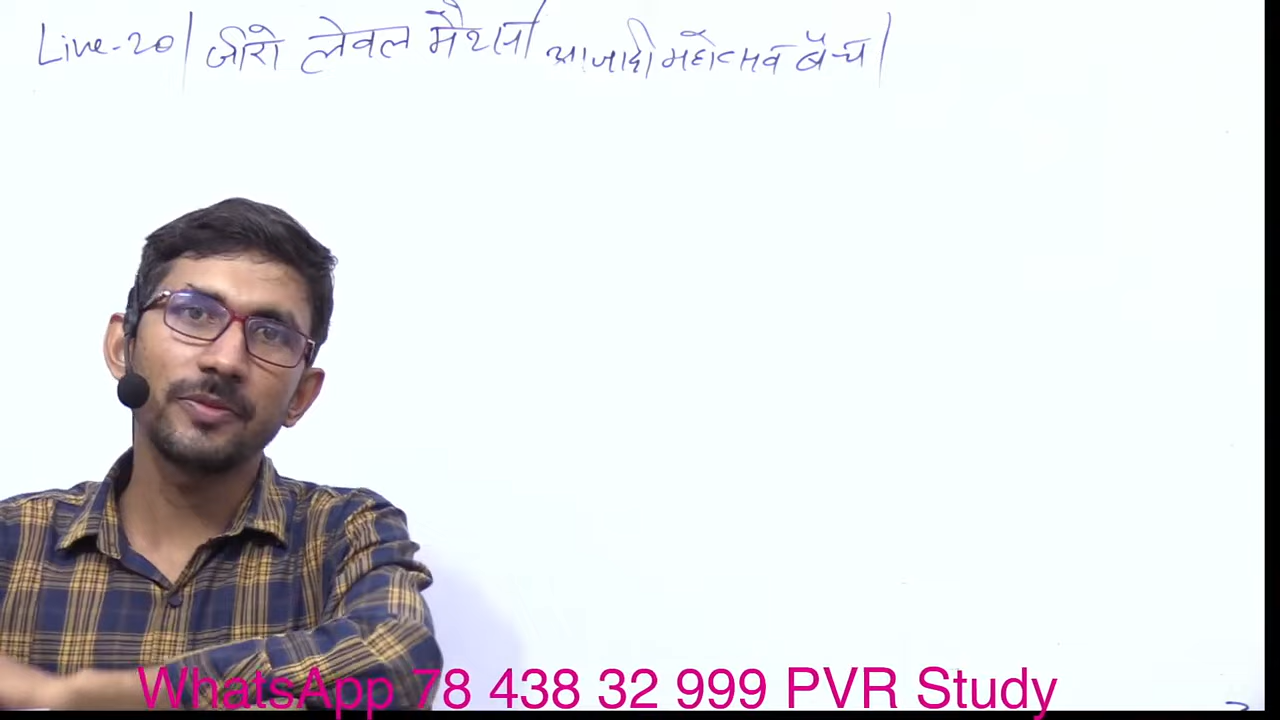 Live-20| जीरो लेवल मैथ्स| आजादी महोत्सव बैच|
WhatsApp 78 438 32 999 PVR Study